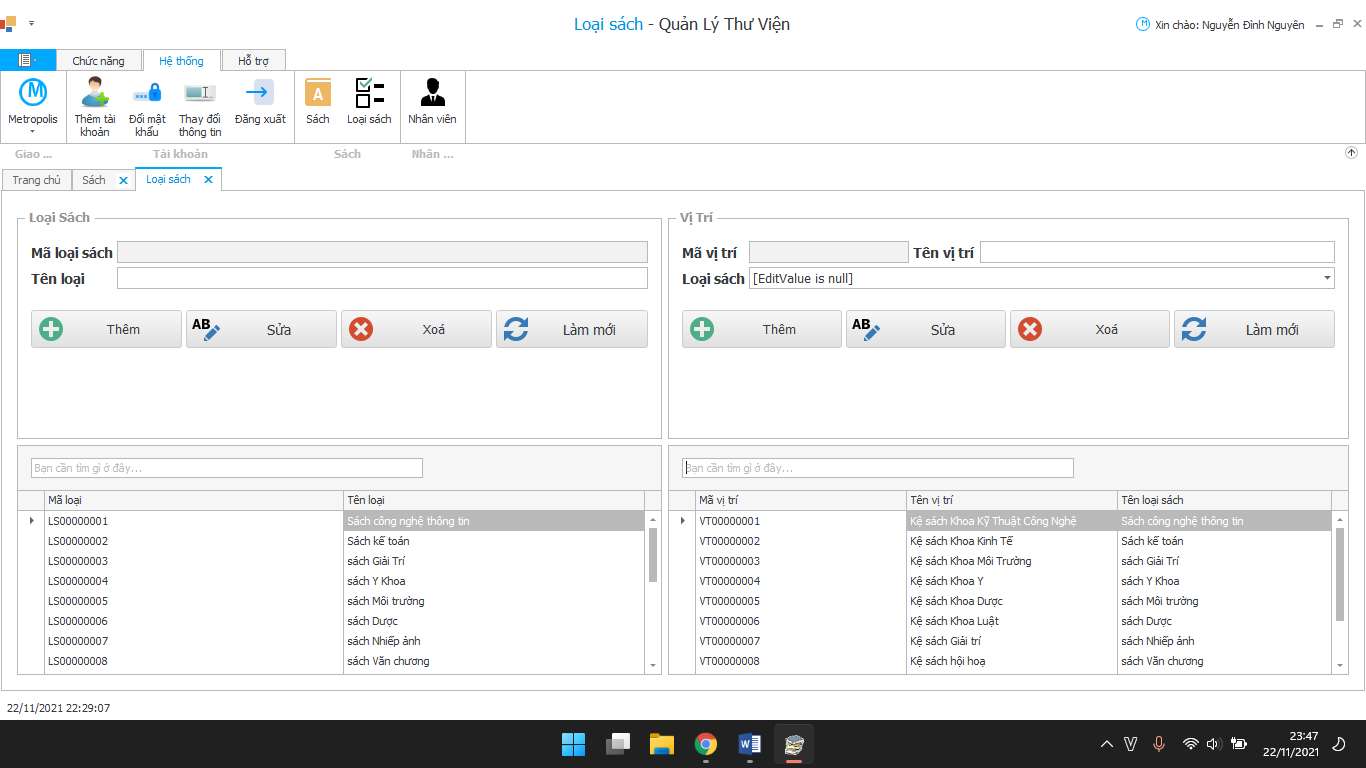 Loại sách - Quản Lý Thư Viện
Xin chào: Nguyễn Đình Nguyên
Chức năng
Hệ thống
Hỗ trợ
Metropolis
Thêm tài khoản
Đổi mật khẩu
Thay đổi thông tin
Đăng xuất
Sách
Loại sách
Nhân viên
Giao ...
Tài khoản
Sách
Nhân ...
Trang chủ
Sách
Loại sách
Loại Sách
Mã loại sách
Tên loại
Thêm
AB Sửa
Xoá
Làm mới
Vị Trí
Mã vị trí
Tên vị trí
Loại sách [EditValue is null]
Thêm
AB Sửa
Xoá
Làm mới
Bạn cần tìm gì ở đây...
Mã loại Tên loại
LS00000001 Sách công nghệ thông tin
LS00000002 Sách kế toán
LS00000003 sách Giải Trí
LS00000004 sách Y Khoa
LS00000005 sách Môi trường
LS00000006 sách Dược
LS00000007 sách Nhiếp ảnh
LS00000008 sách Văn chương
Bạn cần tìm gì ở đây...
Mã vị trí Tên vị trí Tên loại sách
VT00000001 Kệ sách Khoa Kỹ Thuật Công Nghệ Sách công nghệ thông tin
VT00000002 Kệ sách Khoa Kinh Tế Sách kế toán
VT00000003 Kệ sách Khoa Môi Trường sách Giải Trí
VT00000004 Kệ sách Khoa Y sách Y Khoa
VT00000005 Kệ sách Khoa Dược sách Môi trường
VT00000006 Kệ sách Khoa Luật sách Dược
VT00000007 Kệ sách Giải trí sách Nhiếp ảnh
VT00000008 Kệ sách hội hoạ sách Văn chương
22/11/2021 22:29:07
23:47
22/11/2021